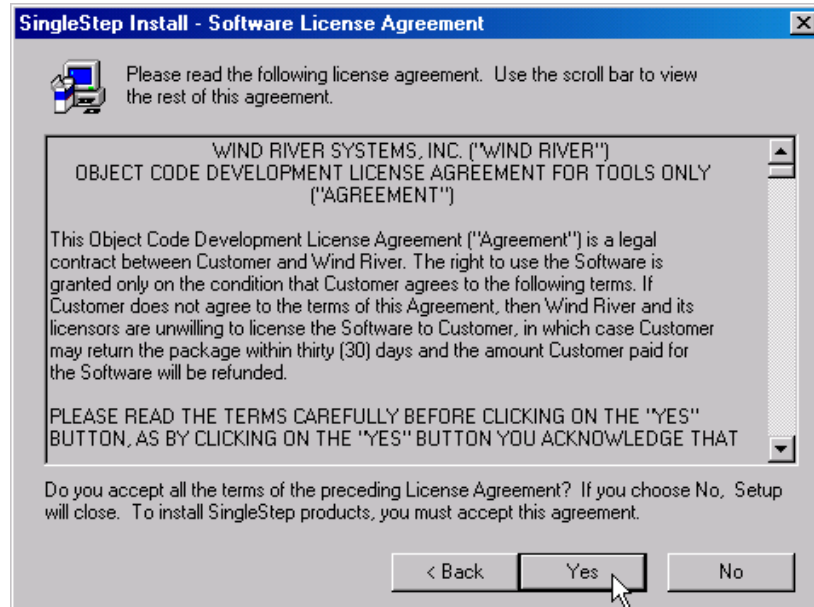 SingleStep Install - Software License Agreement
Please read the following license agreement.  Use the scroll bar to view
the rest of this agreement.
WIND RIVER SYSTEMS, INC. ("WIND RIVER")
OBJECT CODE DEVELOPMENT LICENSE AGREEMENT FOR TOOLS ONLY
("AGREEMENT")
This Object Code Development License Agreement ("Agreement") is a legal
contract between Customer and Wind River. The right to use the Software is
granted only on the condition that Customer agrees to the following terms. If
Customer does not agree to the terms of this Agreement, then Wind River and its
licensors are unwilling to license the Software to Customer, in which case Customer
may return the package within thirty (30) days and the amount Customer paid for
the Software will be refunded.
PLEASE READ THE TERMS CAREFULLY BEFORE CLICKING ON THE "YES"
BUTTON, AS BY CLICKING ON THE "YES" BUTTON YOU ACKNOWLEDGE THAT
Do you accept all the terms of the preceding License Agreement?  If you choose No,  Setup
will close.  To install SingleStep products, you must accept this agreement.
< Back
Yes
No